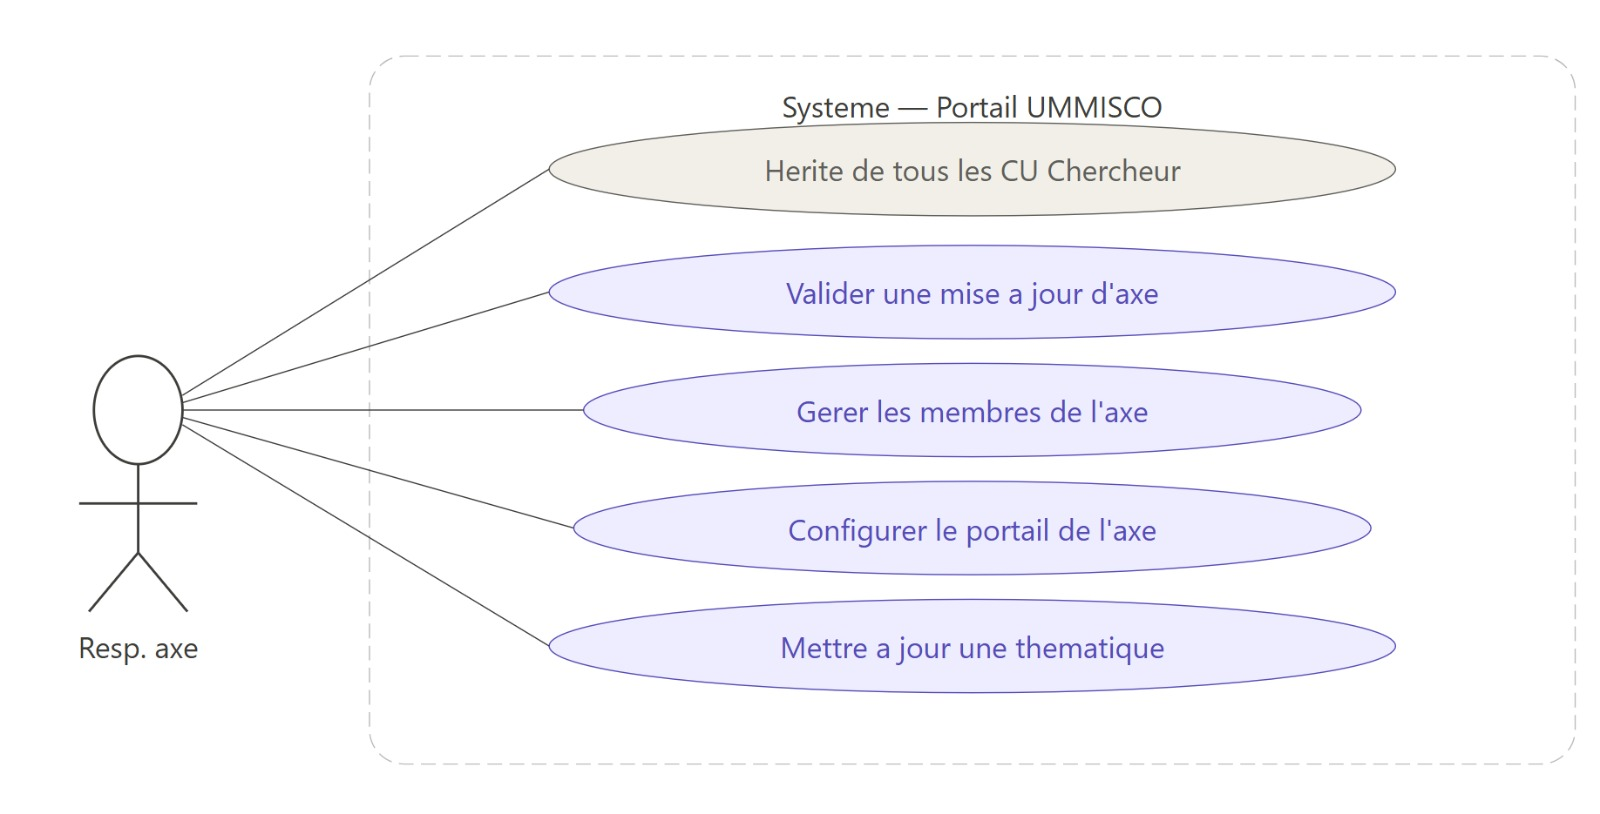 Systeme — Portail UMMISCO
Herite de tous les CU Chercheur
Valider une mise a jour d'axe
Gerer les membres de l'axe
Configurer le portail de l'axe
Mettre a jour une thematique
Resp. axe